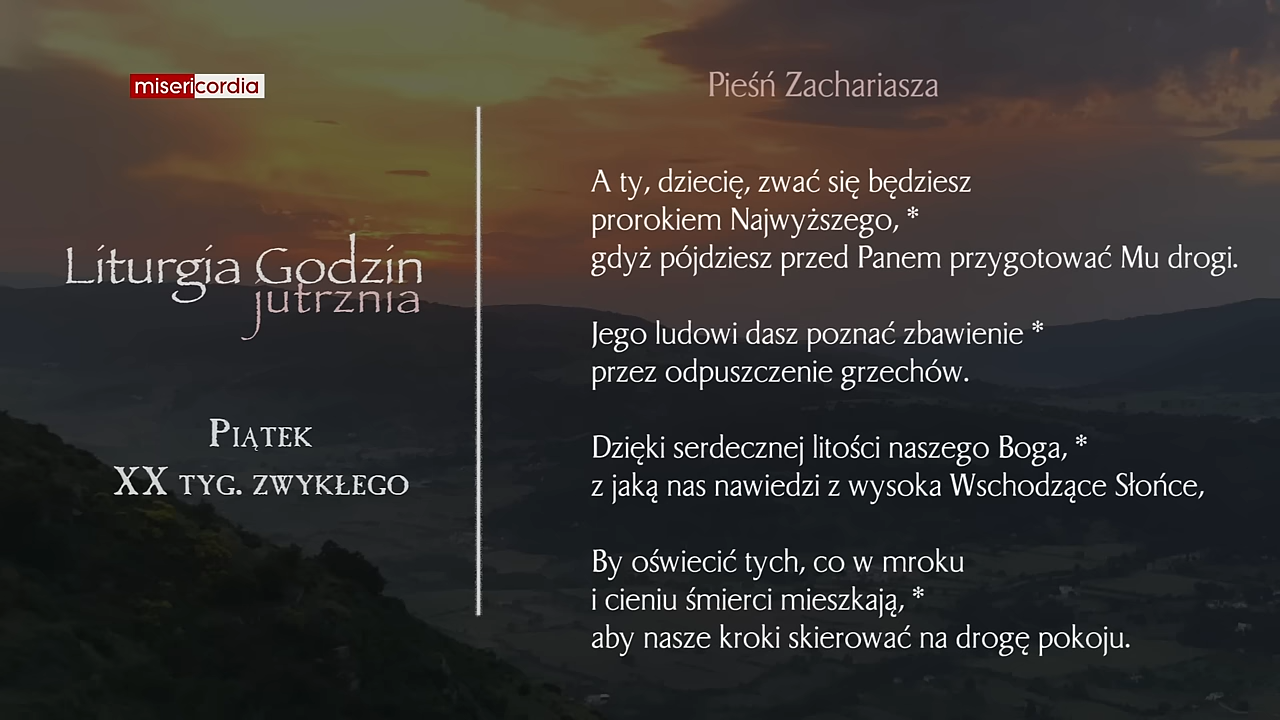 misericordia
Liturgia Godzin
jutrznia
Piątek
XX tyg. zwykłego
Pieśń Zachariasza
A ty, dziecię, zwać się będziesz
prorokiem Najwyższego, *
gdyż pójdziesz przed Panem przygotować Mu drogi.
Jego ludowi dasz poznać zbawienie *
przez odpuszczenie grzechów.
Dzięki serdecznej litości naszego Boga, *
z jaką nas nawiedzi z wysoka Wschodzące Słońce,
By oświecić tych, co w mroku
i cieniu śmierci mieszkają, *
aby nasze kroki skierować na drogę pokoju.